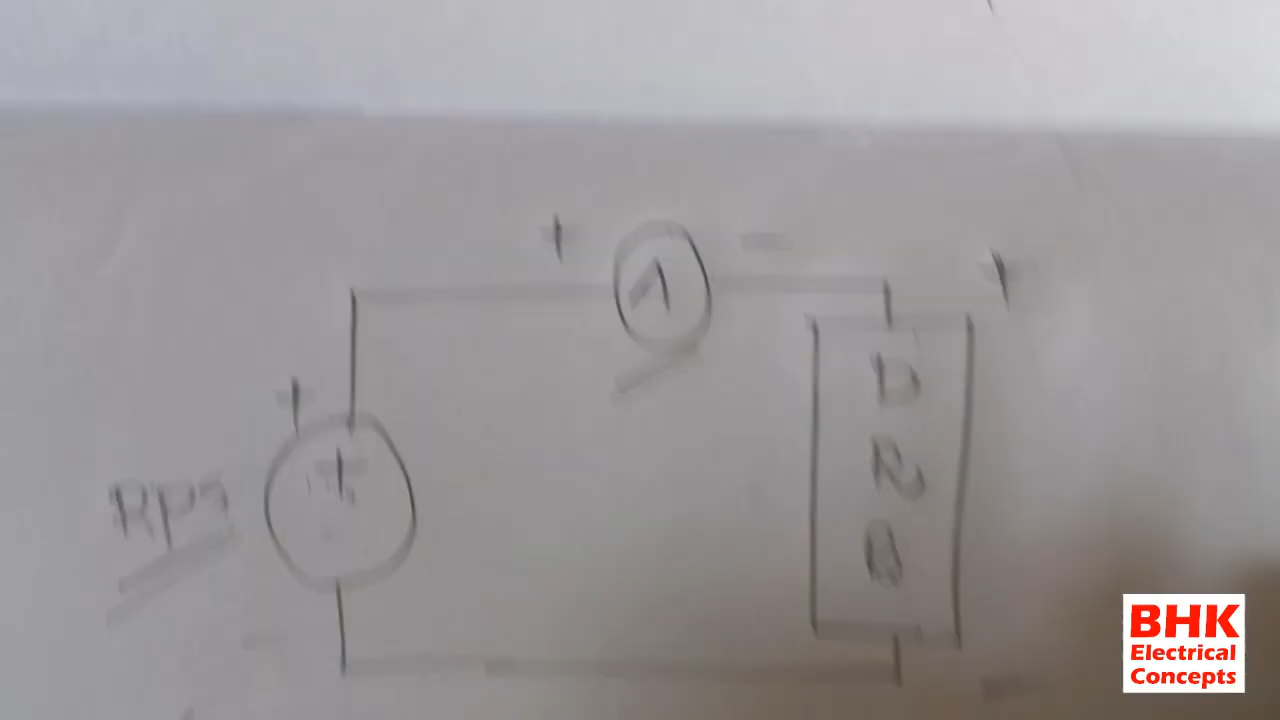 + A -
+
+
RPS
+
-
D
R
B
-
BHK
Electrical
Concepts